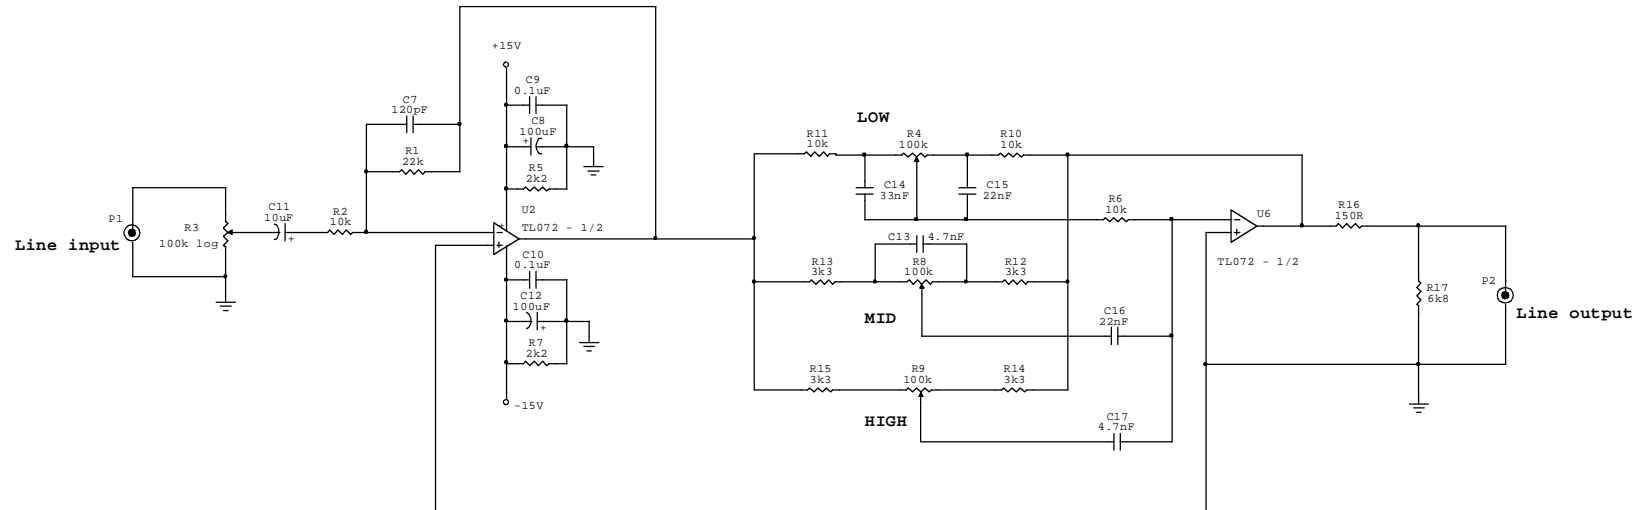 +15V
C9
0.1uF
C7
120pF
C8
100uF
+
LOW
R11
10k
R4
100k
R10
10k
R1
22k
R5
2k2
C14
33nF
C15
22nF
P1
R3
100k log
C11
10uF
+
R2
10k
U2
TL072 - 1/2
R6
10k
U6
R16
150R
Line input
C13 4.7nF
TL072 - 1/2
C10
0.1uF
R13
3k3
R8
100k
R12
3k3
C12
100uF
+
R17
6k8
P2
Line output
MID
C16
22nF
R7
2k2
R15
3k3
R9
100k
R14
3k3
-15V
HIGH
C17
4.7nF